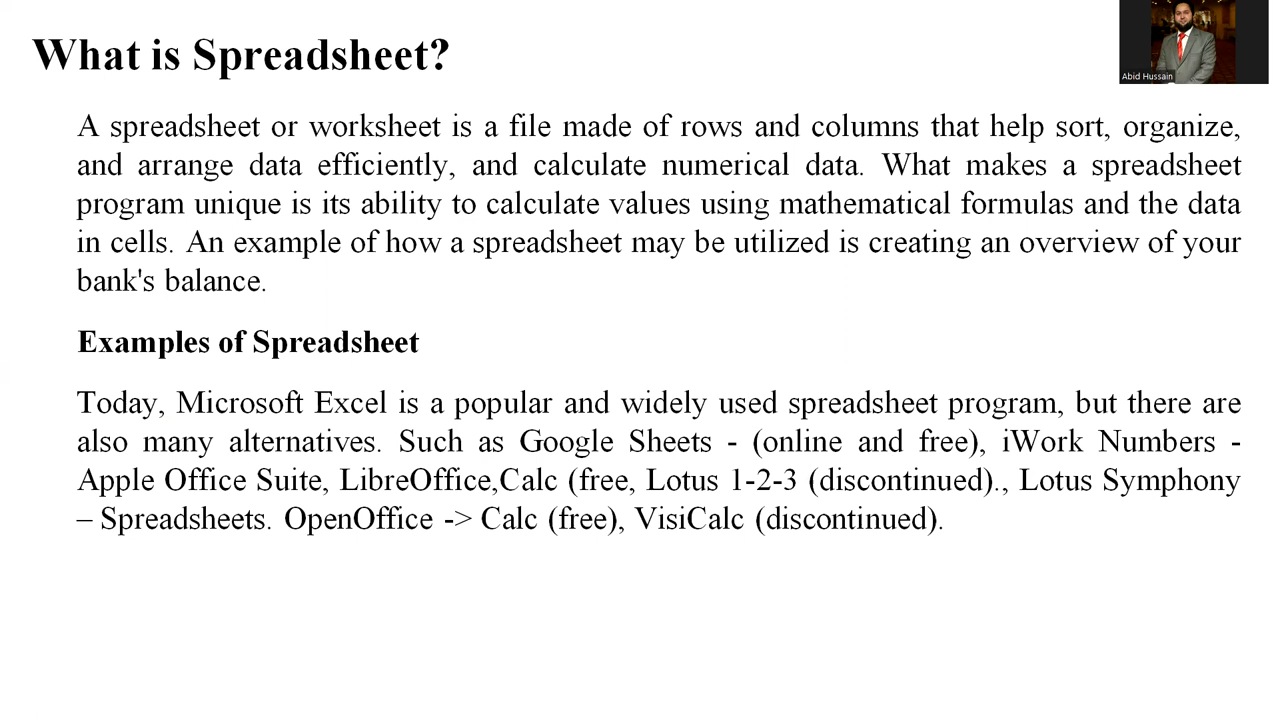 What is Spreadsheet?
Abid Hussain
A spreadsheet or worksheet is a file made of rows and columns that help sort, organize,
and arrange data efficiently, and calculate numerical data. What makes a spreadsheet
program unique is its ability to calculate values using mathematical formulas and the data
in cells. An example of how a spreadsheet may be utilized is creating an overview of your
bank's balance.
Examples of Spreadsheet
Today, Microsoft Excel is a popular and widely used spreadsheet program, but there are
also many alternatives. Such as Google Sheets - (online and free), iWork Numbers -
Apple Office Suite, LibreOffice,Calc (free, Lotus 1-2-3 (discontinued)., Lotus Symphony
– Spreadsheets. OpenOffice -> Calc (free), VisiCalc (discontinued).